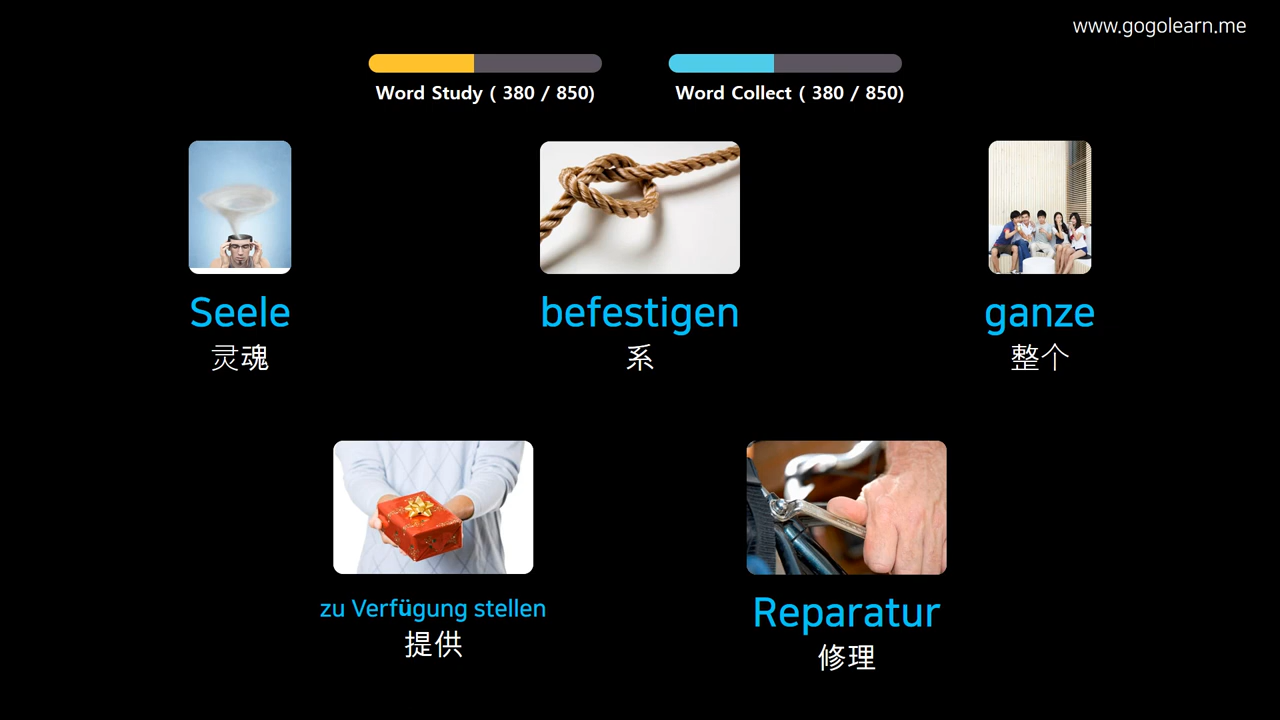 www.gogolearn.me
Word Study ( 380 / 850)
Word Collect ( 380 / 850)
Seele
灵魂
befestigen
系
ganze
整个
zu Verfügung stellen
提供
Reparatur
修理